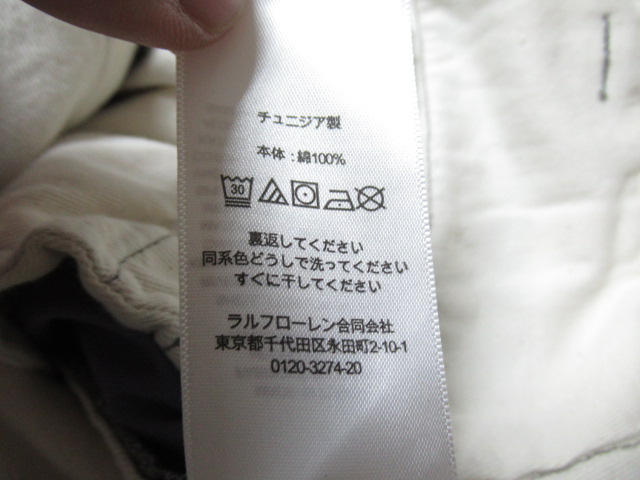 チュニジア製
本体：綿100%
30
裏返してください
同系色どうしで洗ってください
すぐに干してください
ラルフローレン合同会社
東京都千代田区永田町2-10-1
0120-3274-20